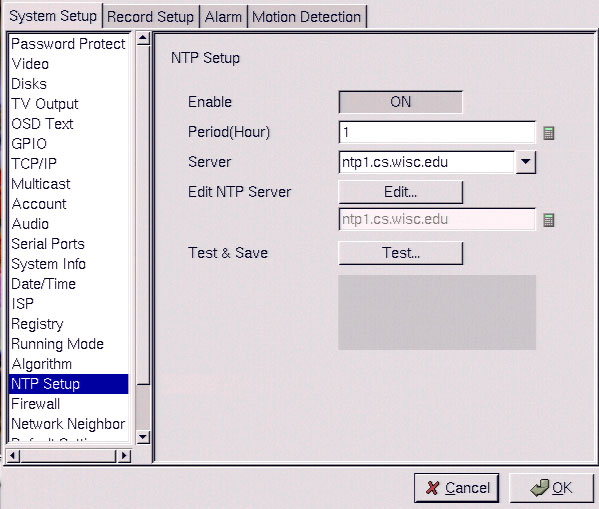 System Setup Record Setup Alarm Motion Detection
Password Protect
Video
Disks
TV Output
OSD Text
GPIO
TCP/IP
Multicast
Account
Audio
Serial Ports
System Info
Date/Time
ISP
Registry
Running Mode
Algorithm
NTP Setup
Firewall
Network Neighbor
NTP Setup
Enable ON
Period(Hour) 1
Server ntp1.cs.wisc.edu
Edit NTP Server Edit...
ntp1.cs.wisc.edu
Test & Save Test...
Cancel OK